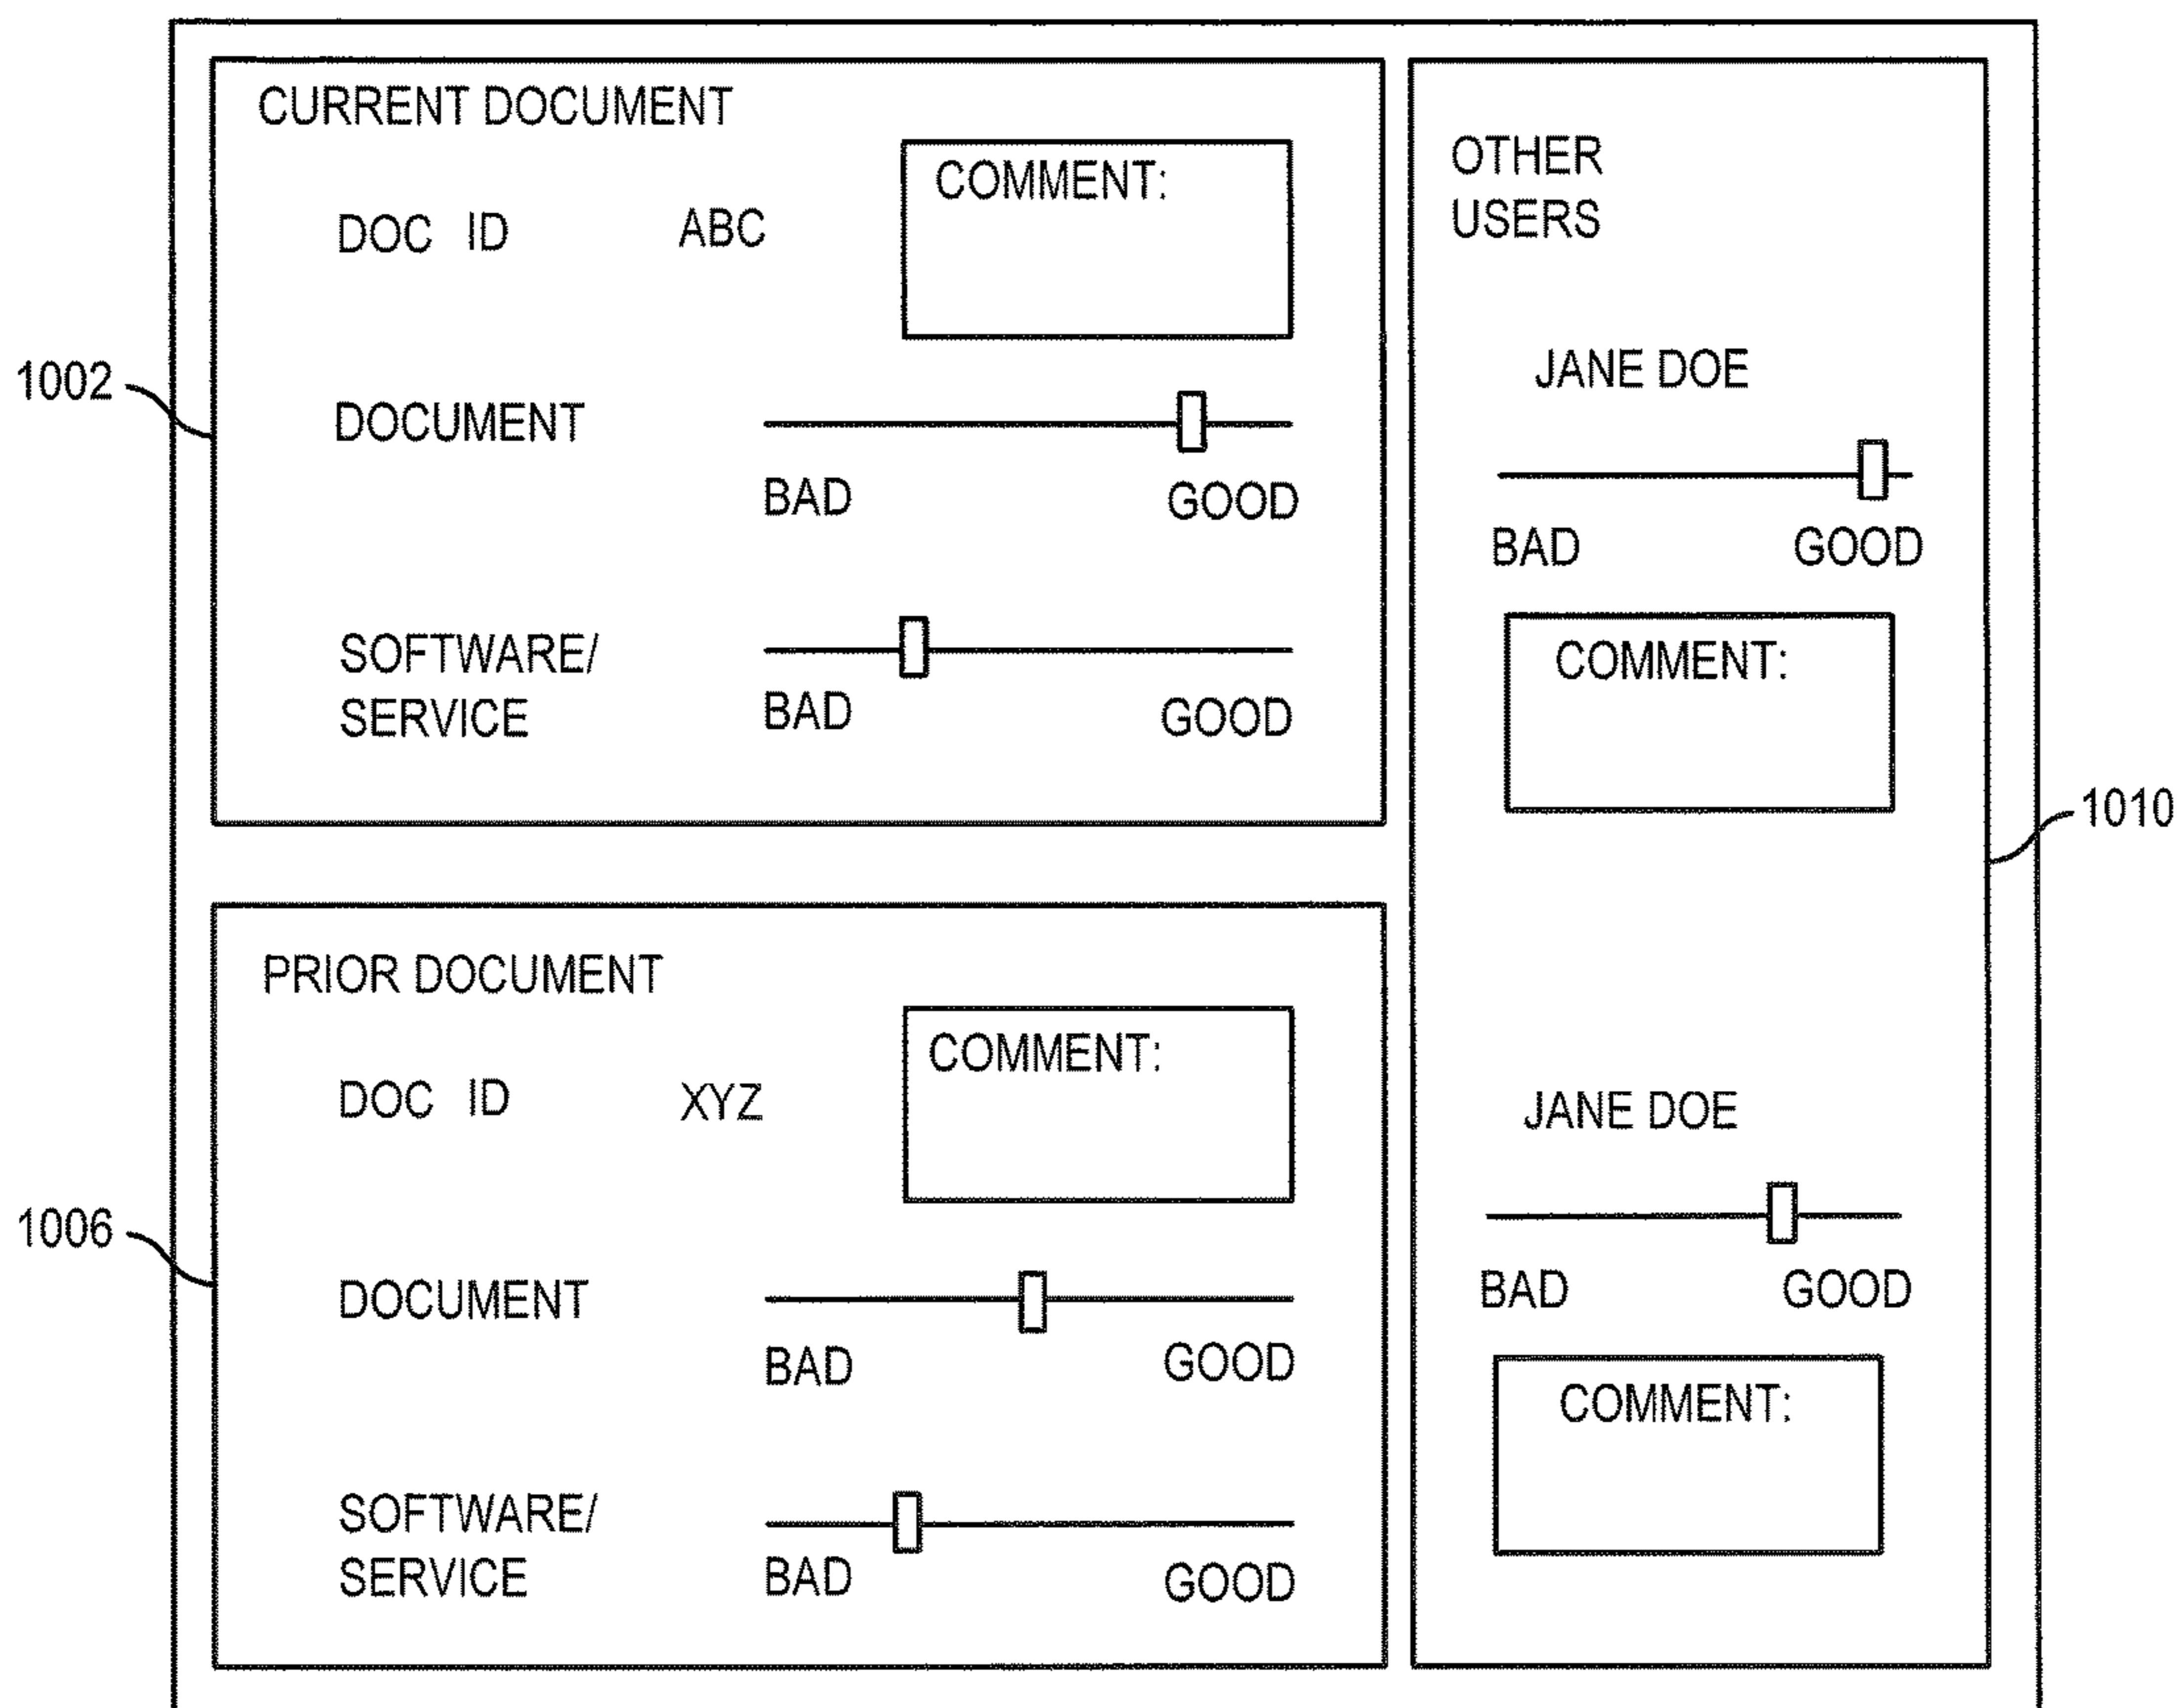 CURRENT DOCUMENT
COMMENT:
DOC ID ABC
1002
DOCUMENT
BAD GOOD
SOFTWARE/
SERVICE
BAD GOOD
PRIOR DOCUMENT
COMMENT:
DOC ID XYZ
1006
DOCUMENT
BAD GOOD
SOFTWARE/
SERVICE
BAD GOOD
OTHER
USERS
JANE DOE
BAD GOOD
COMMENT:
1010
JANE DOE
BAD GOOD
COMMENT: